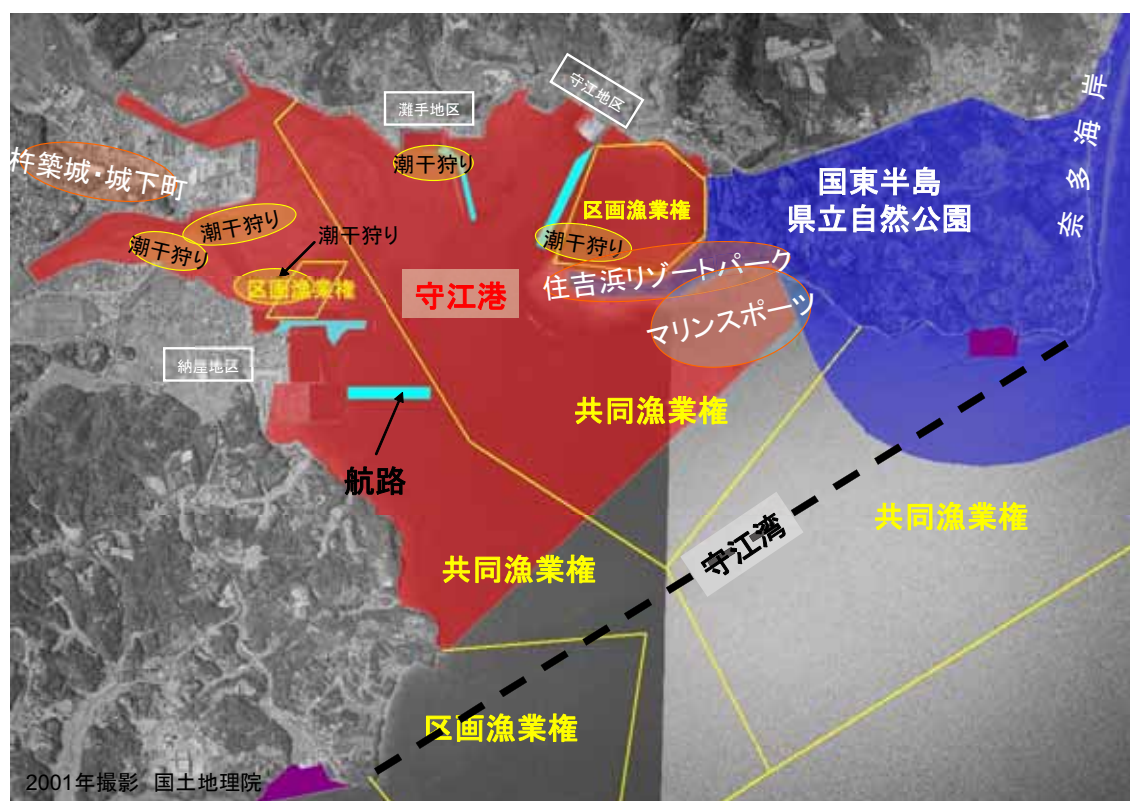 守江地区
灘手地区
潮干狩り
杵築城・城下町
国東半島
県立自然公園
奈多海岸
区画漁業権
潮干狩り
潮干狩り
潮干狩り
潮干狩り
住吉浜リゾートパーク
区画漁業権
守江港
マリンスポーツ
納屋地区
共同漁業権
航路
共同漁業権
守江湾
共同漁業権
区画漁業権
2001年撮影 国土地理院